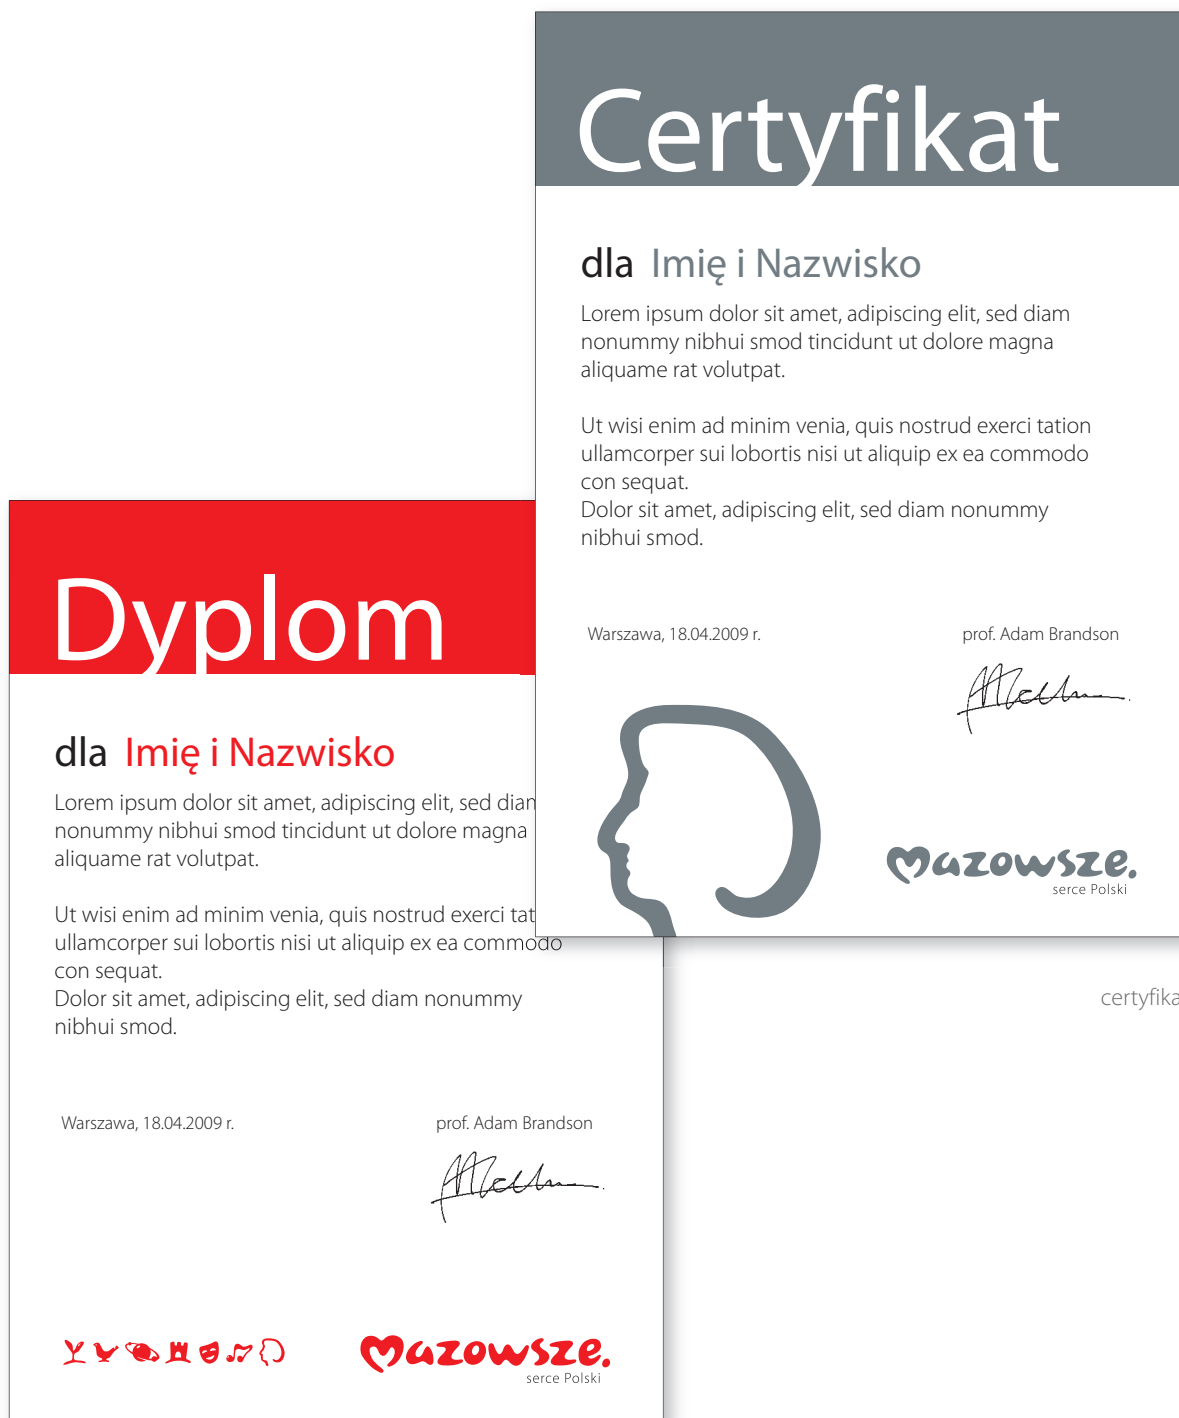 Certyfikat
dla Imię i Nazwisko
Lorem ipsum dolor sit amet, adipiscing elit, sed diam
nonummy nibhui smod tincidunt ut dolore magna
aliquame rat volutpat.
Ut wisi enim ad minim venia, quis nostrud exerci tation
ullamcorper sui lobortis nisi ut aliquip ex ea commodo
con sequat.
Dolor sit amet, adipiscing elit, sed diam nonummy
nibhui smod.
Warszawa, 18.04.2009 r. prof. Adam Brandson
mazowsze.
serce Polski
certyfika
Dyplom
dla Imię i Nazwisko
Lorem ipsum dolor sit amet, adipiscing elit, sed diam
nonummy nibhui smod tincidunt ut dolore magna
aliquame rat volutpat.
Ut wisi enim ad minim venia, quis nostrud exerci tat
ullamcorper sui lobortis nisi ut aliquip ex ea commodo
con sequat.
Dolor sit amet, adipiscing elit, sed diam nonummy
nibhui smod.
Warszawa, 18.04.2009 r. prof. Adam Brandson
mazowsze.
serce Polski